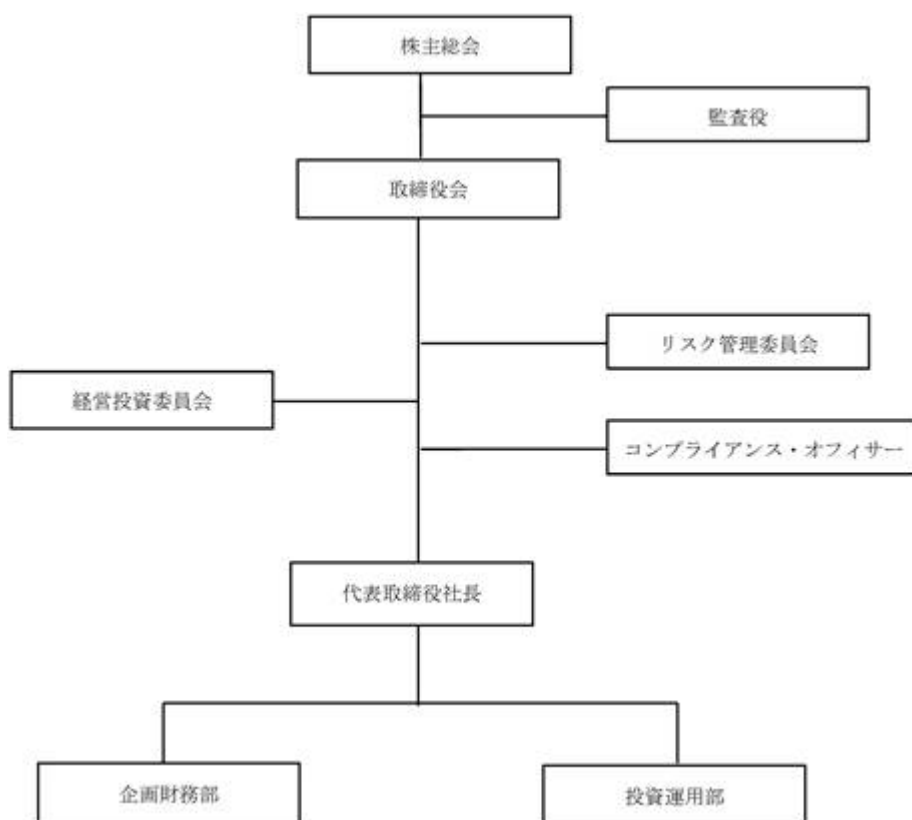 株主総会
監査役
取締役会
リスク管理委員会
経営投資委員会
コンプライアンス・オフィサー
代表取締役社長
企画財務部
投資運用部